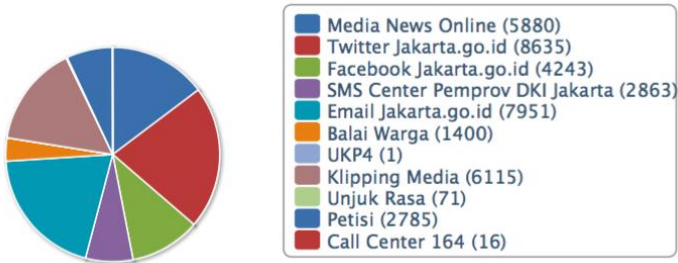 Media News Online (5880)
Twitter Jakarta.go.id (8635)
Facebook Jakarta.go.id (4243)
SMS Center Pemprov DKI Jakarta (2863)
Email Jakarta.go.id (7951)
Balai Warga (1400)
UKP4 (1)
Klipping Media (6115)
Unjuk Rasa (71)
Petisi (2785)
Call Center 164 (16)